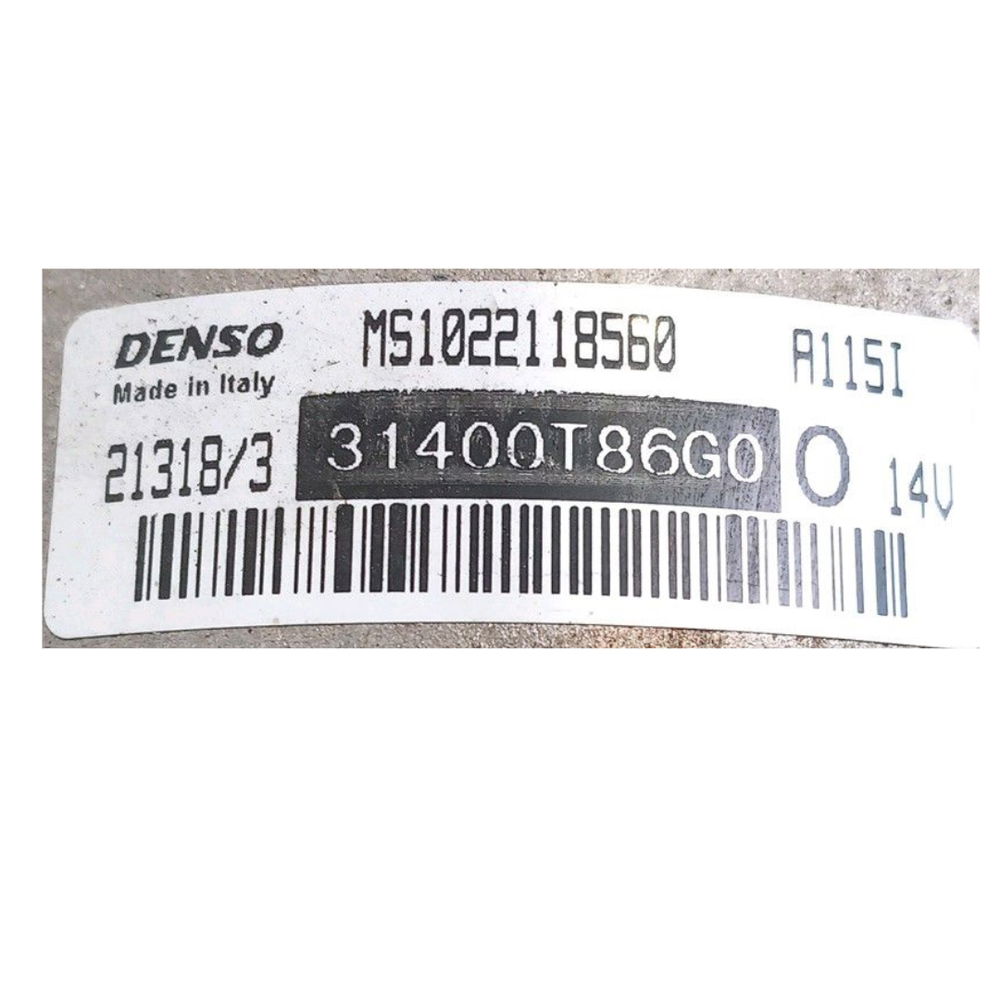 DENSO MS1022118560 A115I
Made in Italy
21318/3 31400T86G0 O 14V